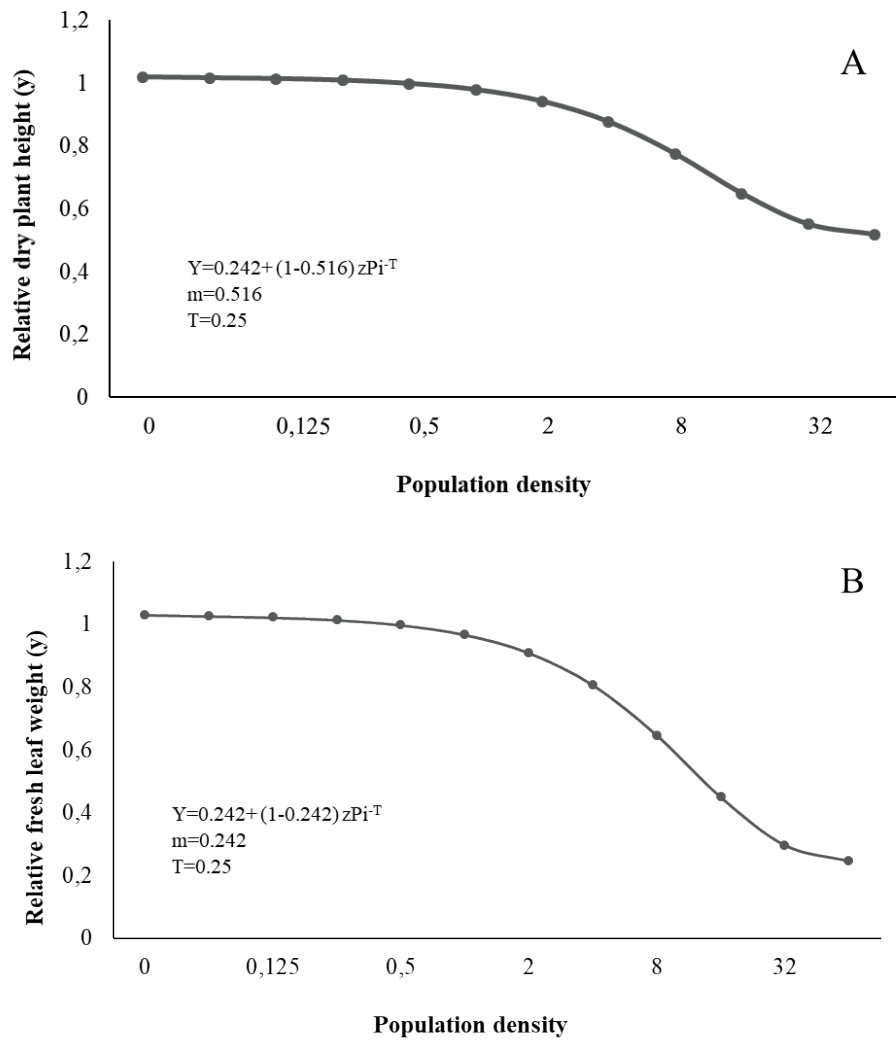 A
Relative dry plant height (y)
1,2
1
0,8
0,6
0,4
0,2
0
Y=0.242+ (1-0.516) zPi-T
m=0.516
T=0.25
0 0,125 0,5 2 8 32
Population density
B
Relative fresh leaf weight (y)
1,2
1
0,8
0,6
0,4
0,2
0
Y=0.242+ (1-0.242) zPi-T
m=0.242
T=0.25
0 0,125 0,5 2 8 32
Population density